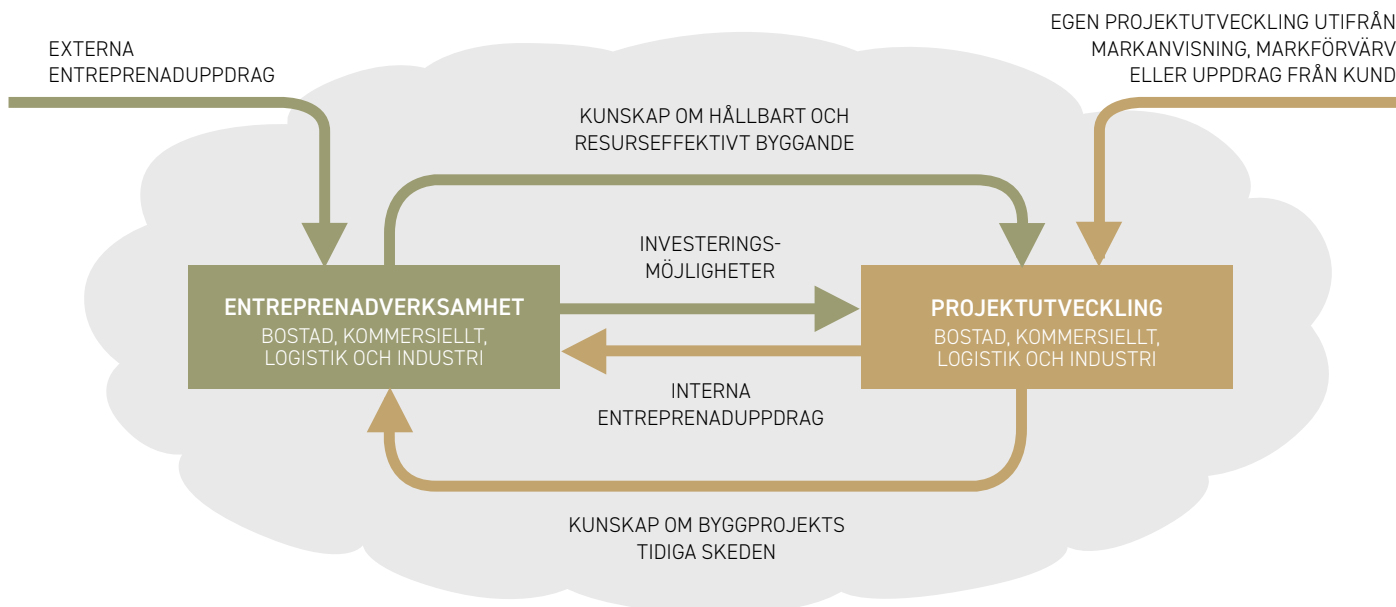 EXTERNA
ENTREPRENADUPPDRAG
EGEN PROJEKTUTVECKLING UTIFRÅN
MARKANVISNING, MARKFÖRVÄRV
ELLER UPPDRAG FRÅN KUND
KUNSKAP OM HÅLLBART OCH
RESURSEFFEKTIVT BYGGANDE
INVESTERINGS-
MÖJLIGHETER
ENTREPRENADVERKSAMHET
BOSTAD, KOMMERSIELLT,
LOGISTIK OCH INDUSTRI
PROJEKTUTVECKLING
BOSTAD, KOMMERSIELLT,
LOGISTIK OCH INDUSTRI
INTERNA
ENTREPRENADUPPDRAG
KUNSKAP OM BYGGPROJEKTS
TIDIGA SKEDEN